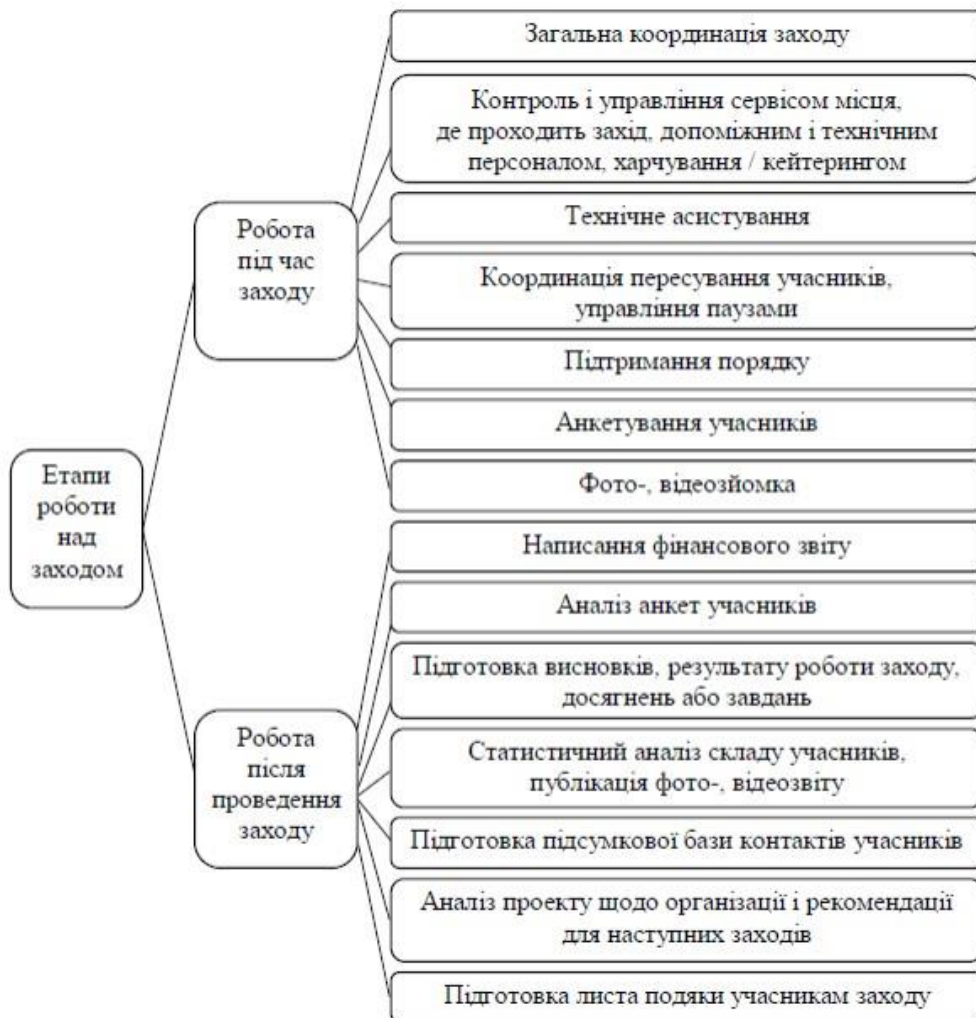 Етапи
роботи
над
заходом
Робота
під час
заходу
Загальна координація заходу
Контроль і управління сервісом місця,
де проходить захід, допоміжним і технічним
персоналом, харчування / кейтерингом
Технічне асистування
Координація пересування учасників,
управління паузами
Підтримання порядку
Анкетування учасників
Фото-, відеозйомка
Робота
після
проведення
заходу
Написання фінансового звіту
Аналіз анкет учасників
Підготовка висновків, результату роботи заходу,
досягнень або завдань
Статистичний аналіз складу учасників,
публікація фото-, відеозвіту
Підготовка підсумкової бази контактів учасників
Аналіз проекту щодо організації і рекомендації
для наступних заходів
Підготовка листа подяки учасникам заходу